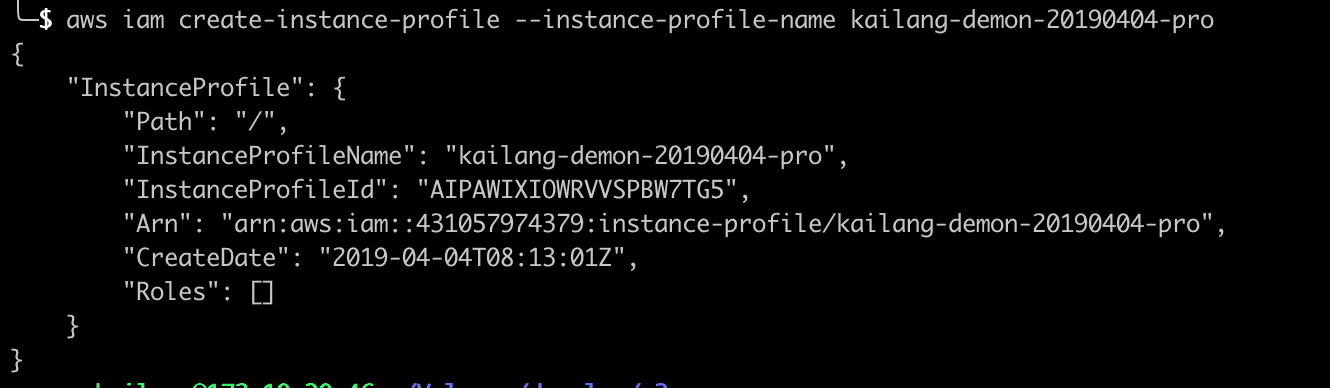 $ aws iam create-instance-profile --instance-profile-name kailang-demon-20190404-pro
{
    "InstanceProfile": {
        "Path": "/",
        "InstanceProfileName": "kailang-demon-20190404-pro",
        "InstanceProfileId": "AIPAWIXIOWRVVSPBW7TG5",
        "Arn": "arn:aws:iam::431057974379:instance-profile/kailang-demon-20190404-pro",
        "CreateDate": "2019-04-04T08:13:01Z",
        "Roles": []
    }
}